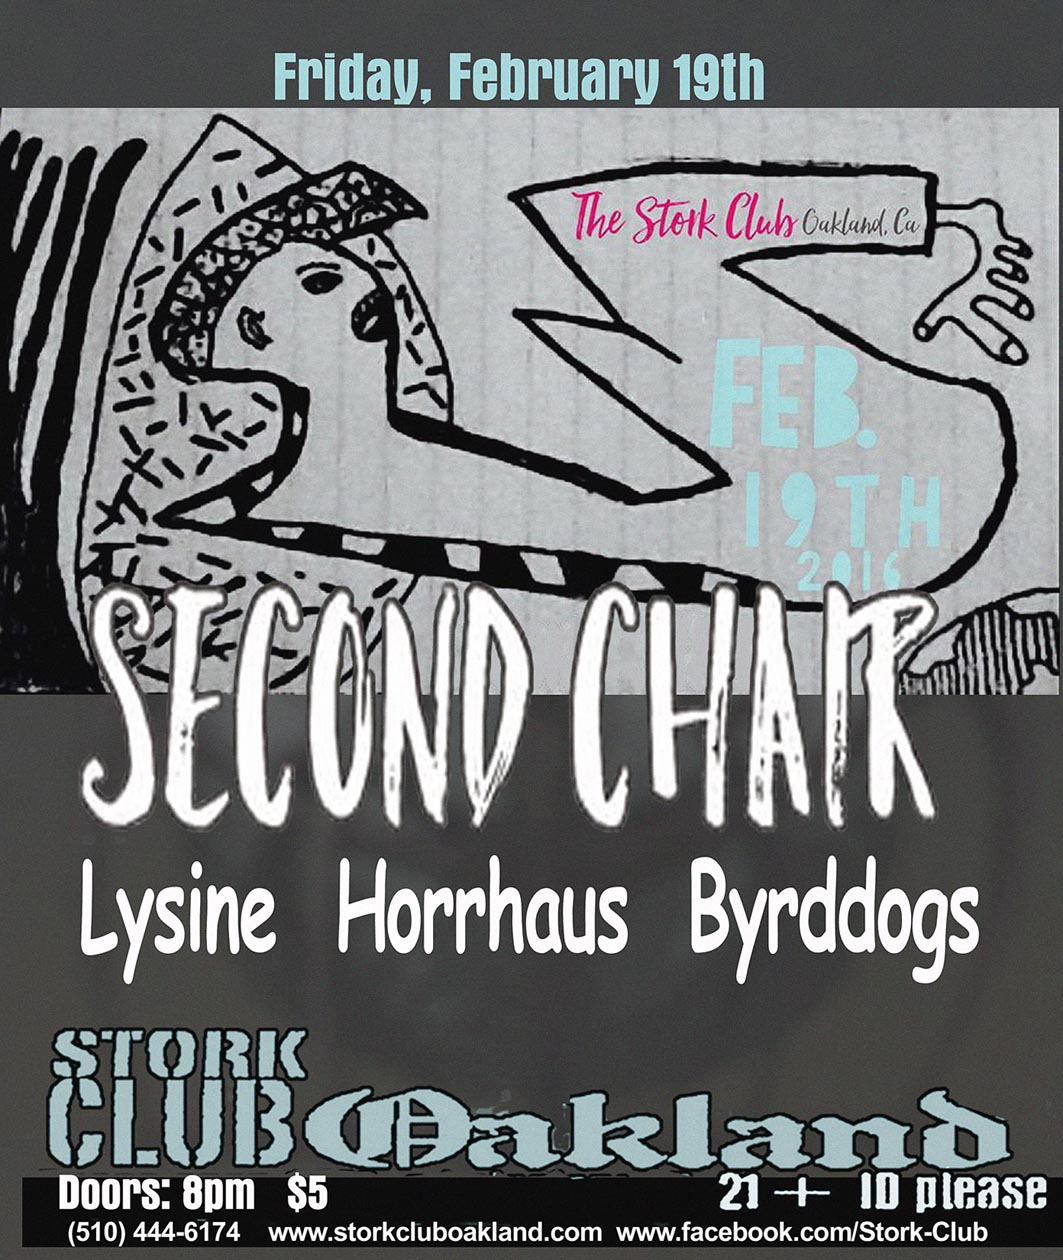 Friday, February 19th
The Stork Club Oakland, Ca
FEB.
19TH
2016
SECOND CHAIR
Lysine Horrhaus Byrddogs
STORK
CLUB Oakland
Doors: 8pm $5 21 + ID please
(510) 444-6174 www.storkcluboakland.com www.facebook.com/Stork-Club